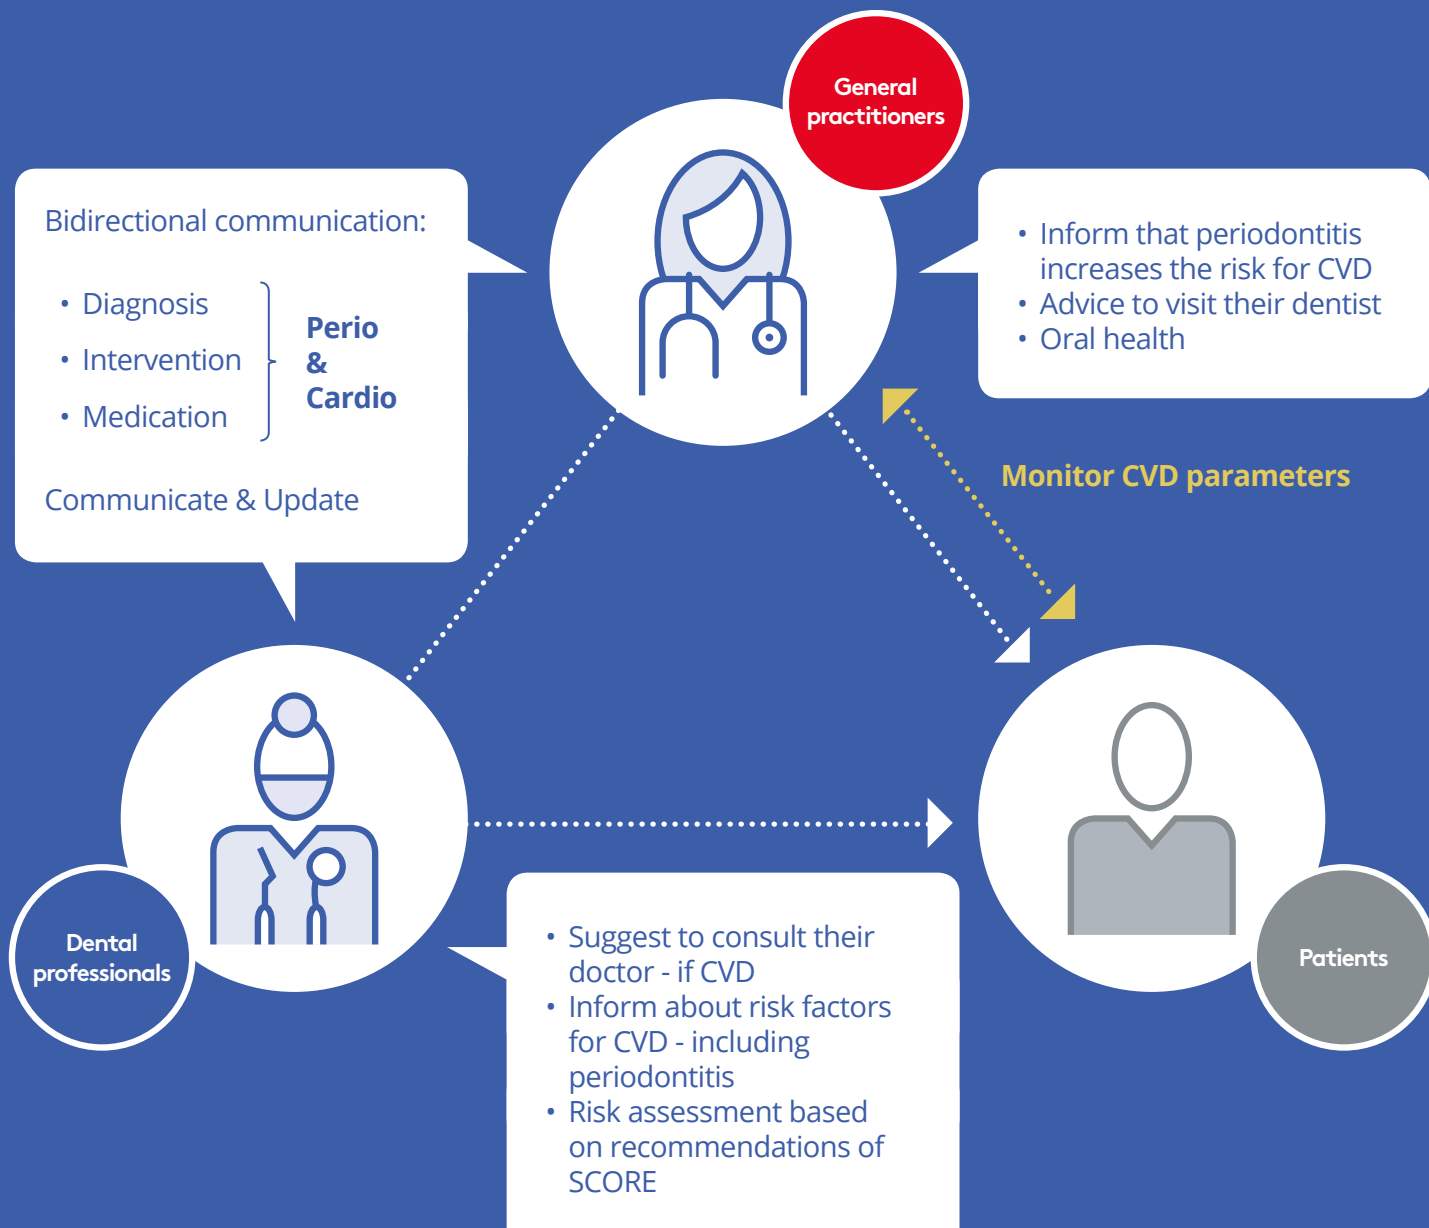 General
practitioners
Bidirectional communication:
• Diagnosis
• Intervention
• Medication
Perio
&
Cardio
Communicate & Update
• Inform that periodontitis
increases the risk for CVD
• Advice to visit their dentist
• Oral health
Monitor CVD parameters
Dental
professionals
Patients
• Suggest to consult their
doctor - if CVD
• Inform about risk factors
for CVD - including
periodontitis
• Risk assessment based
on recommendations of
SCORE